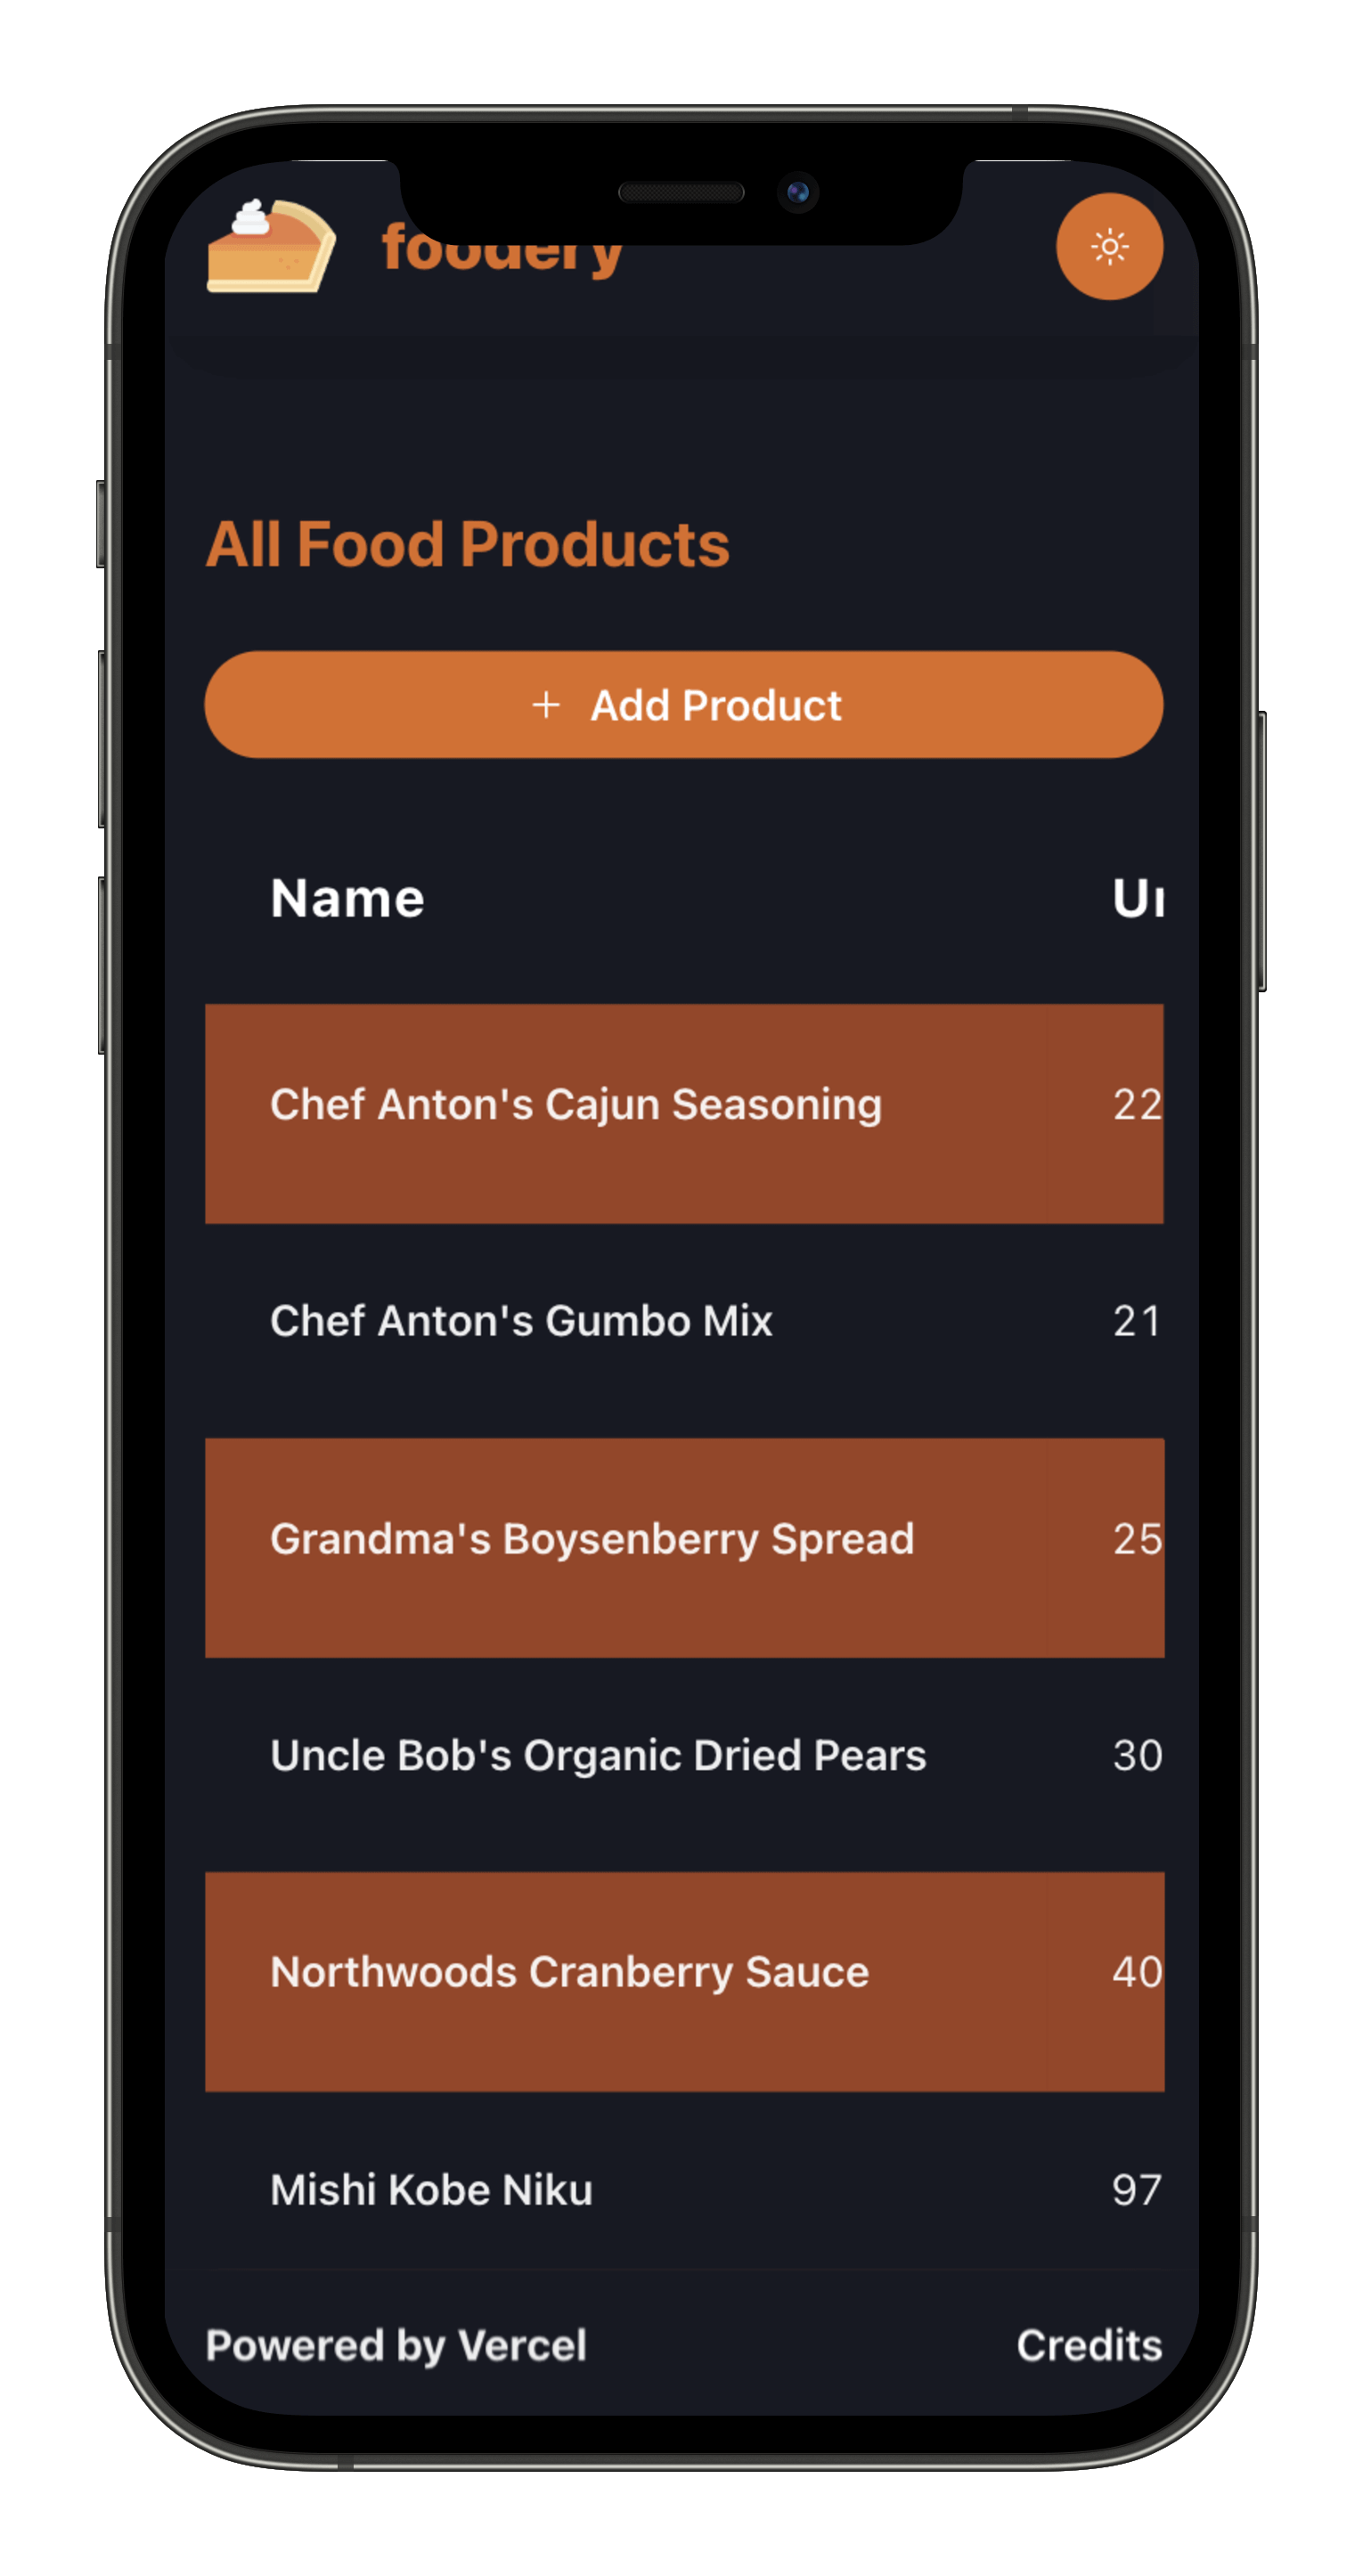 foodery
All Food Products
+ Add Product
Name
Chef Anton's Cajun Seasoning 22
Chef Anton's Gumbo Mix 21
Grandma's Boysenberry Spread 25
Uncle Bob's Organic Dried Pears 30
Northwoods Cranberry Sauce 40
Mishi Kobe Niku 97
Powered by Vercel Credits